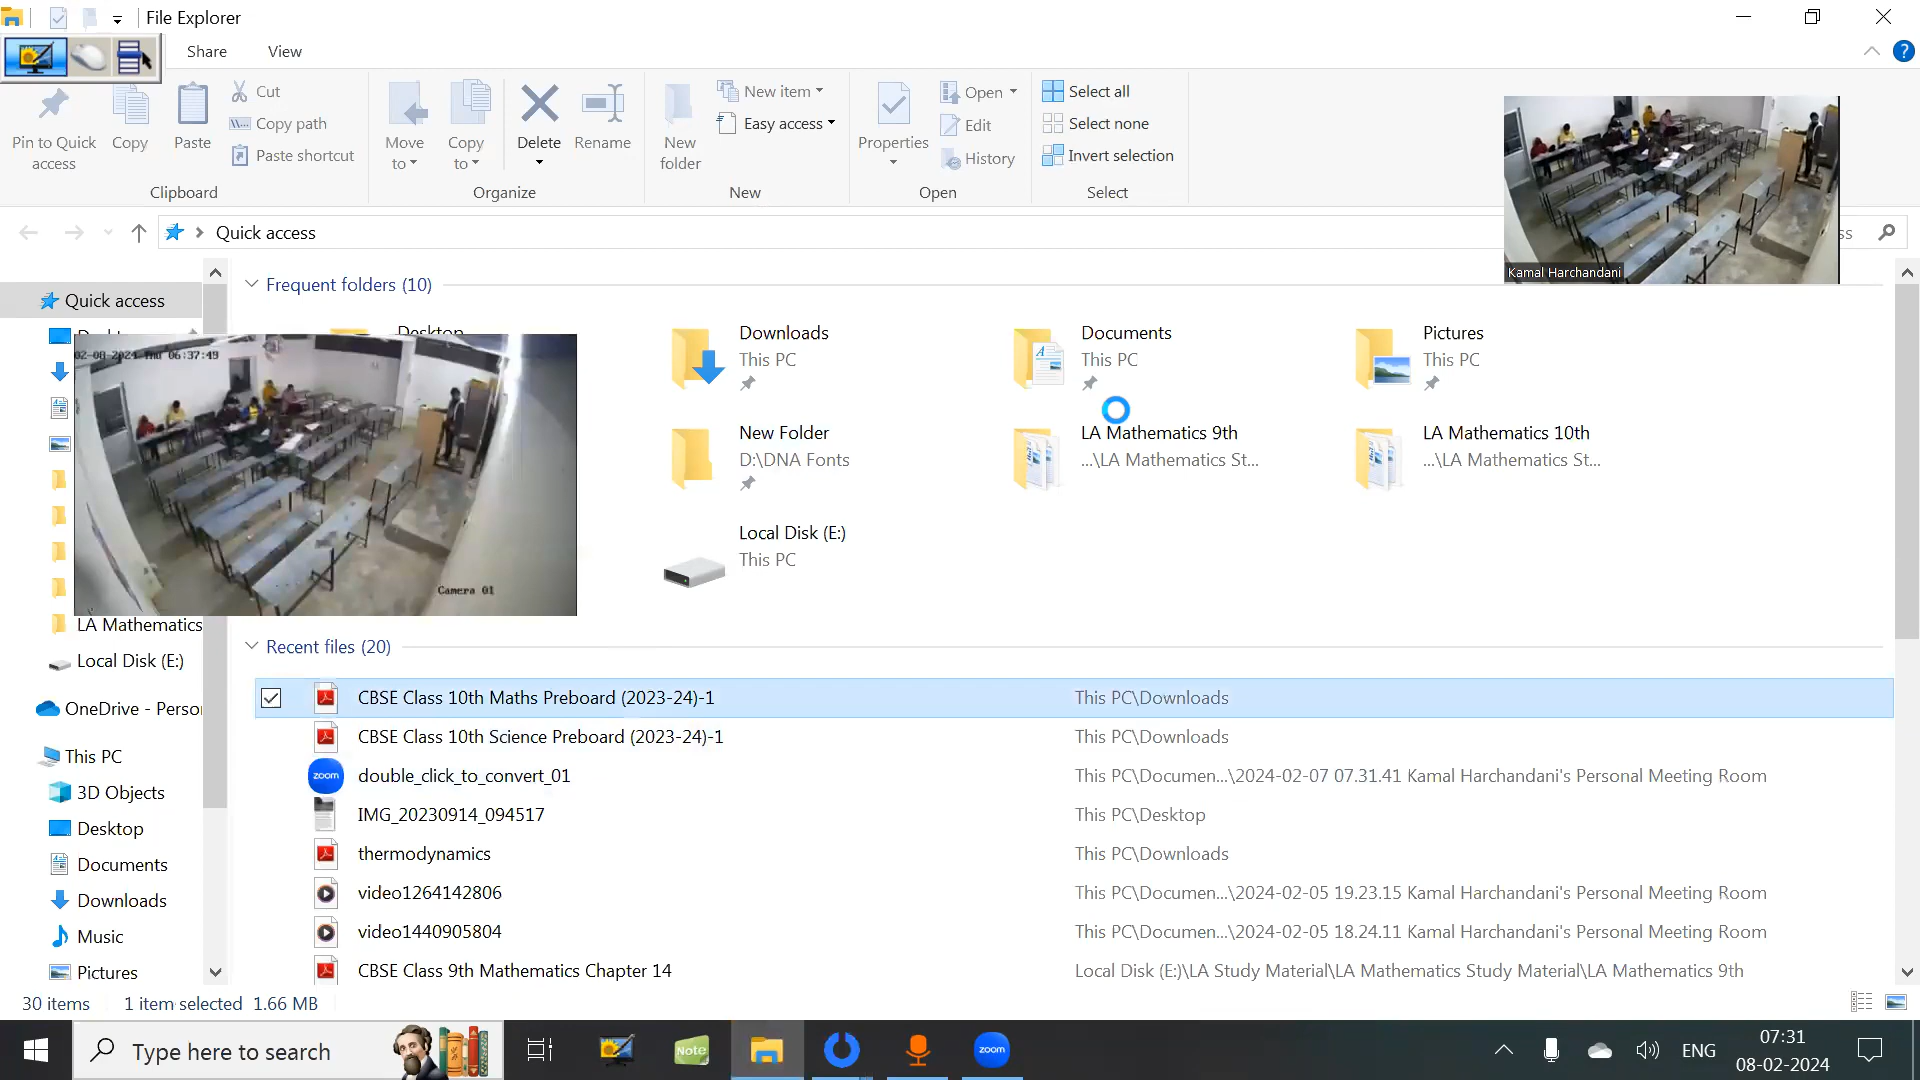 File Explorer
Share
View
Pin to Quick access
Copy
Paste
Cut
Copy path
Paste shortcut
Clipboard
Move to
Copy to
Delete
Rename
Organize
New folder
New item
Easy access
New
Properties
Open
Edit
History
Open
Select all
Select none
Invert selection
Select
Kamal Harchandani
Quick access
Quick access
LA Mathematics
Local Disk (E:)
OneDrive - Perso
This PC
3D Objects
Desktop
Documents
Downloads
Music
Pictures
02-08-2024 Thu 06:37:49
Camera 01
Frequent folders (10)
Desktop
Downloads
This PC
Documents
This PC
Pictures
This PC
New Folder
D:\DNA Fonts
LA Mathematics 9th
...\LA Mathematics St...
LA Mathematics 10th
...\LA Mathematics St...
Local Disk (E:)
This PC
Recent files (20)
CBSE Class 10th Maths Preboard (2023-24)-1 This PC\Downloads
CBSE Class 10th Science Preboard (2023-24)-1 This PC\Downloads
zoom double_click_to_convert_01 This PC\Documen...\2024-02-07 07.31.41 Kamal Harchandani's Personal Meeting Room
IMG_20230914_094517 This PC\Desktop
thermodynamics This PC\Downloads
video1264142806 This PC\Documen...\2024-02-05 19.23.15 Kamal Harchandani's Personal Meeting Room
video1440905804 This PC\Documen...\2024-02-05 18.24.11 Kamal Harchandani's Personal Meeting Room
CBSE Class 9th Mathematics Chapter 14 Local Disk (E:)\LA Study Material\LA Mathematics Study Material\LA Mathematics 9th
30 items 1 item selected 1.66 MB
Type here to search
Note
zoom
ENG
07:31
08-02-2024